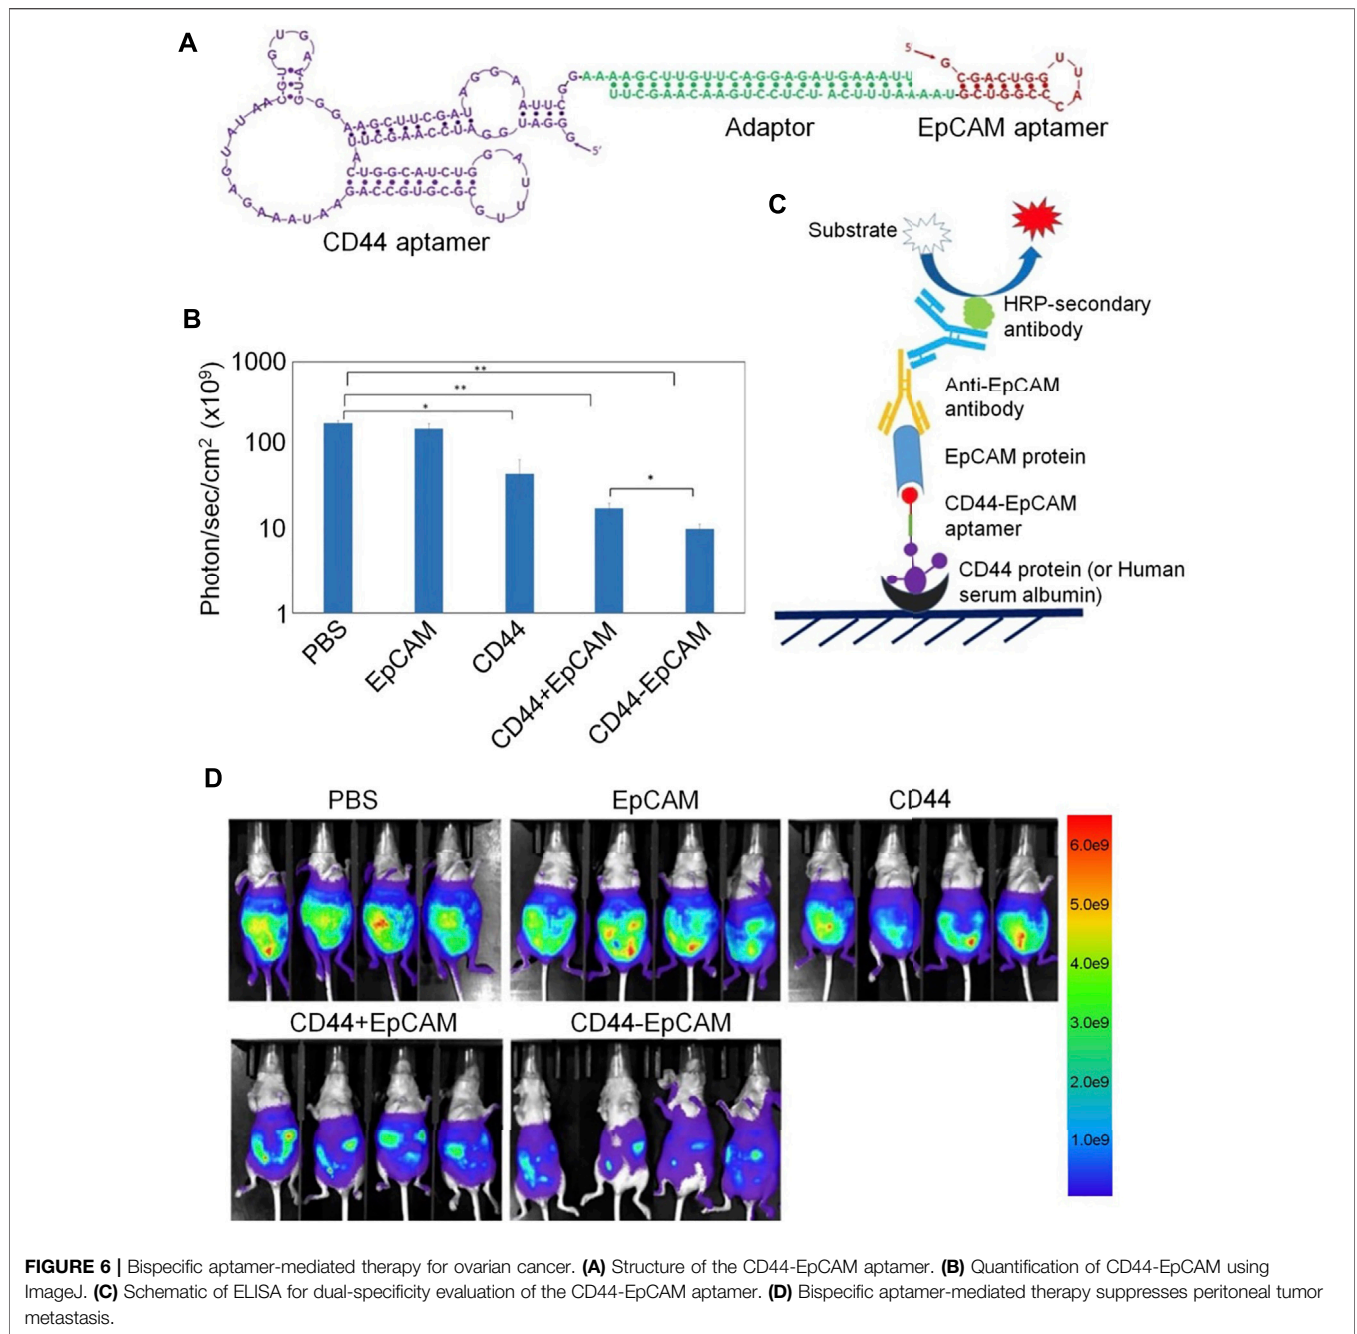 A
5
GAAAAGCUUGUUCAGGAGAUGAAAUU
UUCGAACAAGUCCUCU-ACUUUAAAAAU
5'
Adaptor
EpCAM aptamer
CD44 aptamer
C
Substrate
HRP-secondary
antibody
Anti-EpCAM
antibody
EpCAM protein
CD44-EpCAM
aptamer
CD44 protein (or Human
serum albumin)
B
Photon/sec/cm² (x10⁹)
1000
100
10
1
**
**
*
*
PBS
EpCAM
CD44
CD44+EpCAM
CD44-EpCAM
D
PBS
EpCAM
CD44
CD44+EpCAM
CD44-EpCAM
6.0e9
5.0e9
4.0e9
3.0e9
2.0e9
1.0e9
FIGURE 6 | Bispecific aptamer-mediated therapy for ovarian cancer. (A) Structure of the CD44-EpCAM aptamer. (B) Quantification of CD44-EpCAM using
ImageJ. (C) Schematic of ELISA for dual-specificity evaluation of the CD44-EpCAM aptamer. (D) Bispecific aptamer-mediated therapy suppresses peritoneal tumor
metastasis.